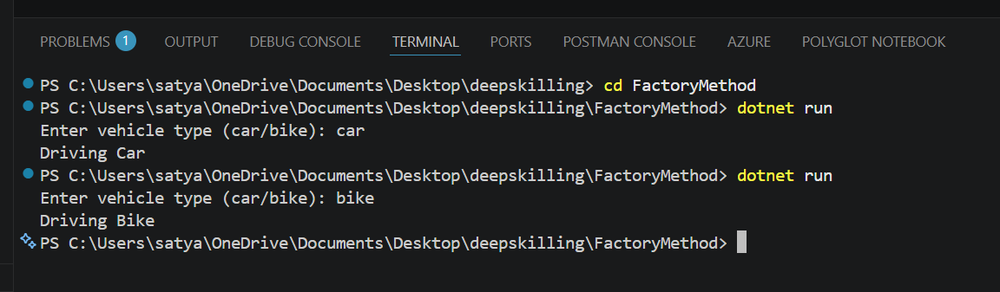 PROBLEMS 1 OUTPUT DEBUG CONSOLE TERMINAL PORTS POSTMAN CONSOLE AZURE POLYGLOT NOTEBOOK
PS C:\Users\satya\OneDrive\Documents\Desktop\deepskilling> cd FactoryMethod
PS C:\Users\satya\OneDrive\Documents\Desktop\deepskilling\FactoryMethod> dotnet run
Enter vehicle type (car/bike): car
Driving Car
PS C:\Users\satya\OneDrive\Documents\Desktop\deepskilling\FactoryMethod> dotnet run
Enter vehicle type (car/bike): bike
Driving Bike
PS C:\Users\satya\OneDrive\Documents\Desktop\deepskilling\FactoryMethod>